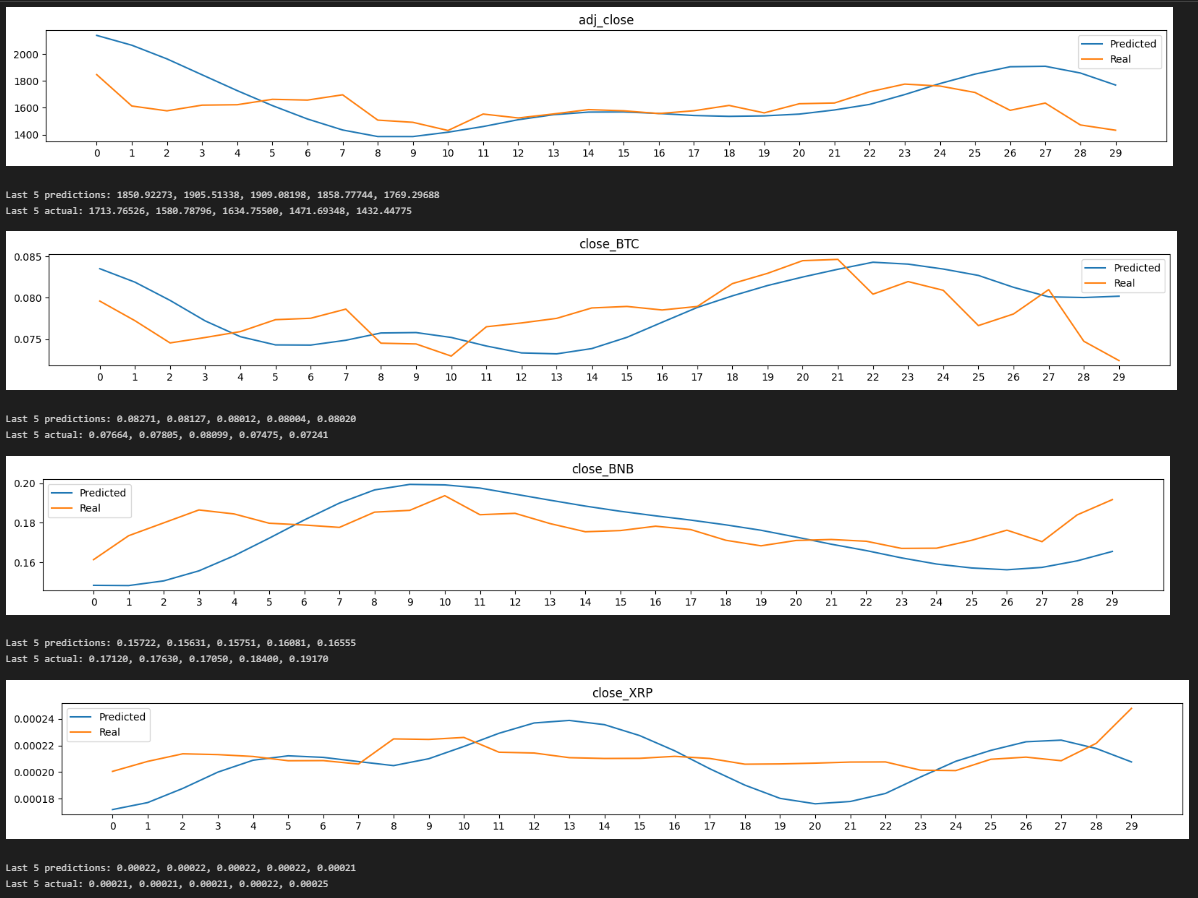 adj_close
2000
1800
1600
1400
Predicted
Real
0 1 2 3 4 5 6 7 8 9 10 11 12 13 14 15 16 17 18 19 20 21 22 23 24 25 26 27 28 29
Last 5 predictions: 1850.92273, 1905.51338, 1909.08198, 1858.77744, 1769.29688
Last 5 actual: 1713.76526, 1580.78796, 1634.75500, 1471.69348, 1432.44775
close_BTC
0.085
0.080
0.075
Predicted
Real
0 1 2 3 4 5 6 7 8 9 10 11 12 13 14 15 16 17 18 19 20 21 22 23 24 25 26 27 28 29
Last 5 predictions: 0.08271, 0.08127, 0.08012, 0.08004, 0.08020
Last 5 actual: 0.07664, 0.07805, 0.08099, 0.07475, 0.07241
close_BNB
0.20
0.18
0.16
Predicted
Real
0 1 2 3 4 5 6 7 8 9 10 11 12 13 14 15 16 17 18 19 20 21 22 23 24 25 26 27 28 29
Last 5 predictions: 0.15722, 0.15631, 0.15751, 0.16081, 0.16555
Last 5 actual: 0.17120, 0.17630, 0.17050, 0.18400, 0.19170
close_XRP
0.00024
0.00022
0.00020
0.00018
Predicted
Real
0 1 2 3 4 5 6 7 8 9 10 11 12 13 14 15 16 17 18 19 20 21 22 23 24 25 26 27 28 29
Last 5 predictions: 0.00022, 0.00022, 0.00022, 0.00022, 0.00021
Last 5 actual: 0.00021, 0.00021, 0.00021, 0.00022, 0.00025